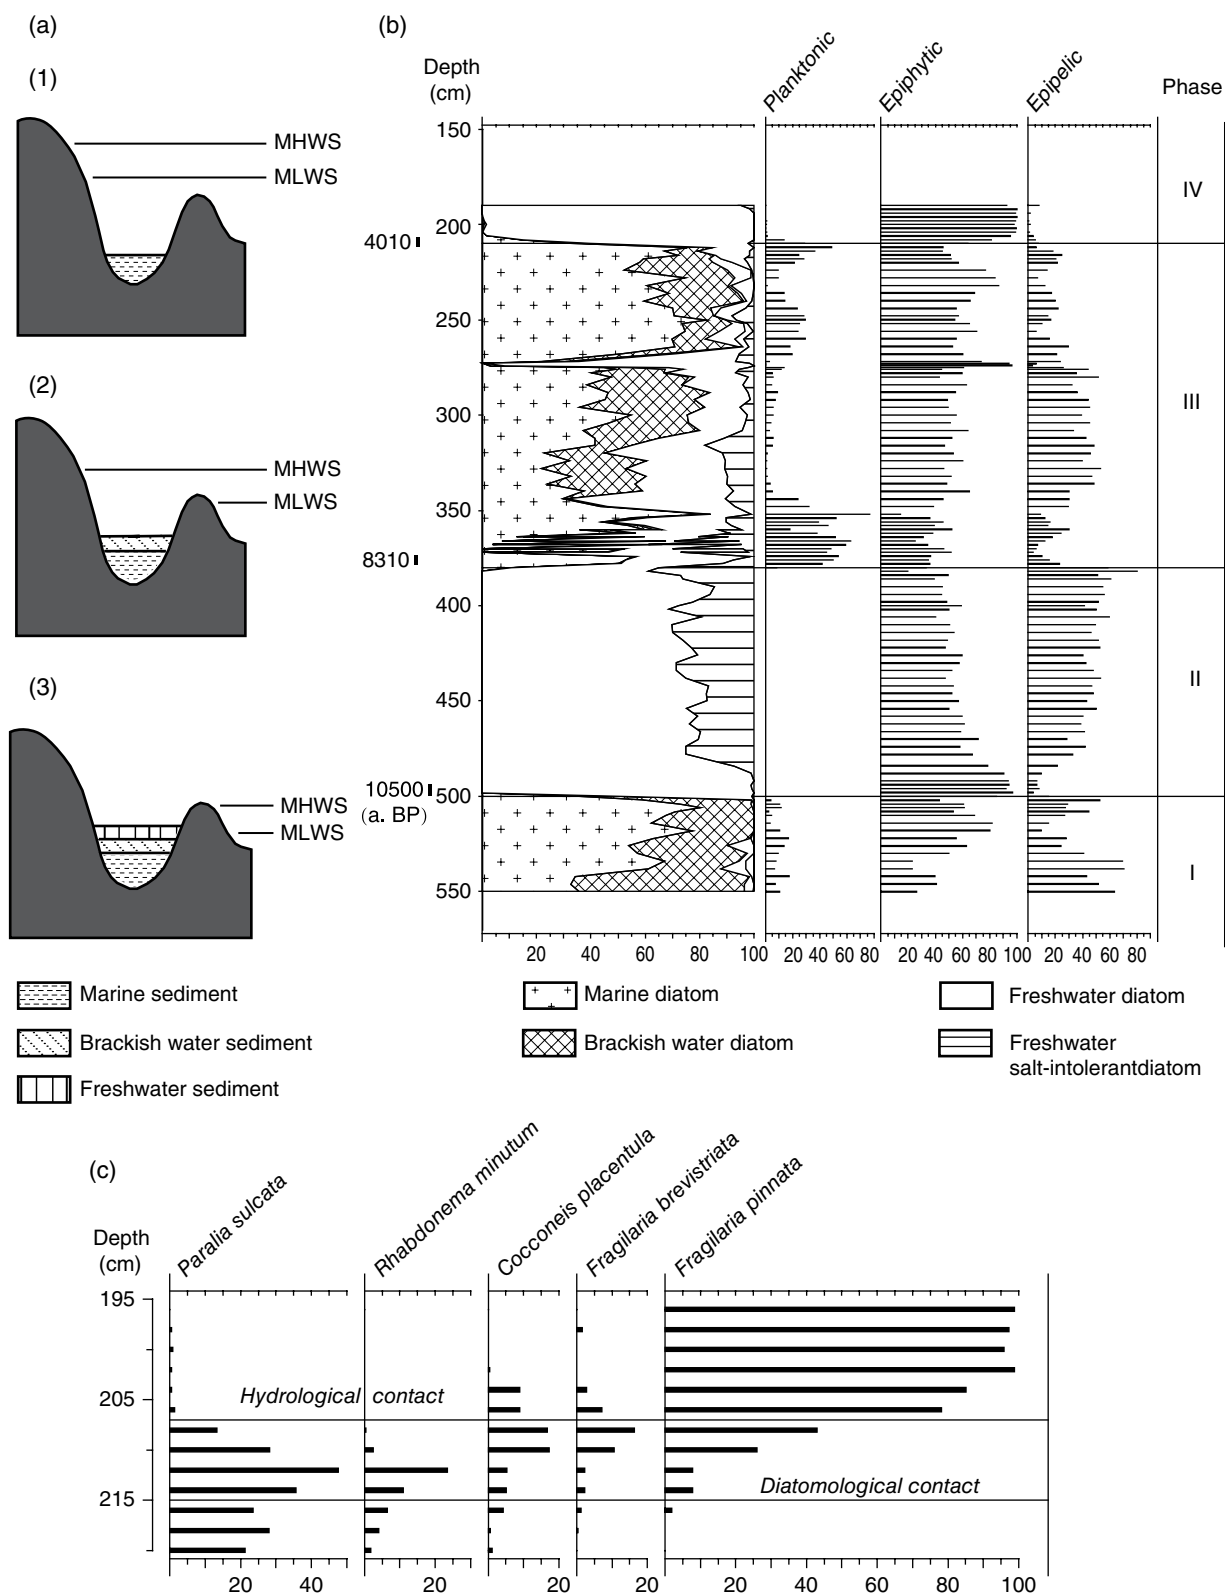 (a)
(1)
MHWS
MLWS
(2)
MHWS
MLWS
(3)
MHWS
MLWS
Marine sediment
Brackish water sediment
Freshwater sediment
(b)
Depth
(cm)
Planktonic
Epiphytic
Epipelic
Phase
150
200
250
300
350
400
450
500
550
4010
8310
10500
(a. BP)
IV
III
II
I
20 40 60 80 100
20 40 60 80
20 40 60 80 100
20 40 60 80
Marine diatom
Brackish water diatom
Freshwater diatom
Freshwater
salt-intolerantdiatom
(c)
Depth
(cm)
Paralia sulcata
Rhabdonema minutum
Cocconeis placentula
Fragilaria brevistriata
Fragilaria pinnata
195
205
215
Hydrological contact
Diatomological contact
20 40
20
20
20
20 40 60 80 100